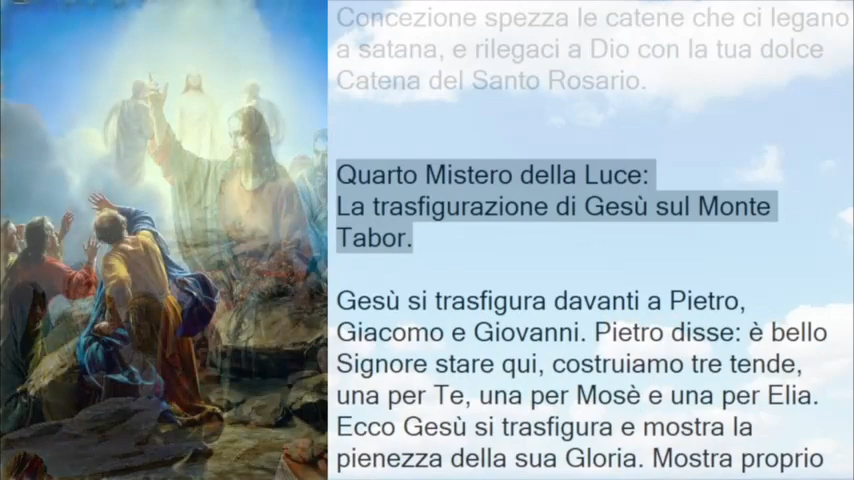 Concezione spezza le catene che ci legano
a satana, e rilegaci a Dio con la tua dolce
Catena del Santo Rosario.
Quarto Mistero della Luce:
La trasfigurazione di Gesù sul Monte
Tabor.
Gesù si trasfigura davanti a Pietro,
Giacomo e Giovanni. Pietro disse: è bello
Signore stare qui, costruiamo tre tende,
una per Te, una per Mosè e una per Elia.
Ecco Gesù si trasfigura e mostra la
pienezza della sua Gloria. Mostra proprio